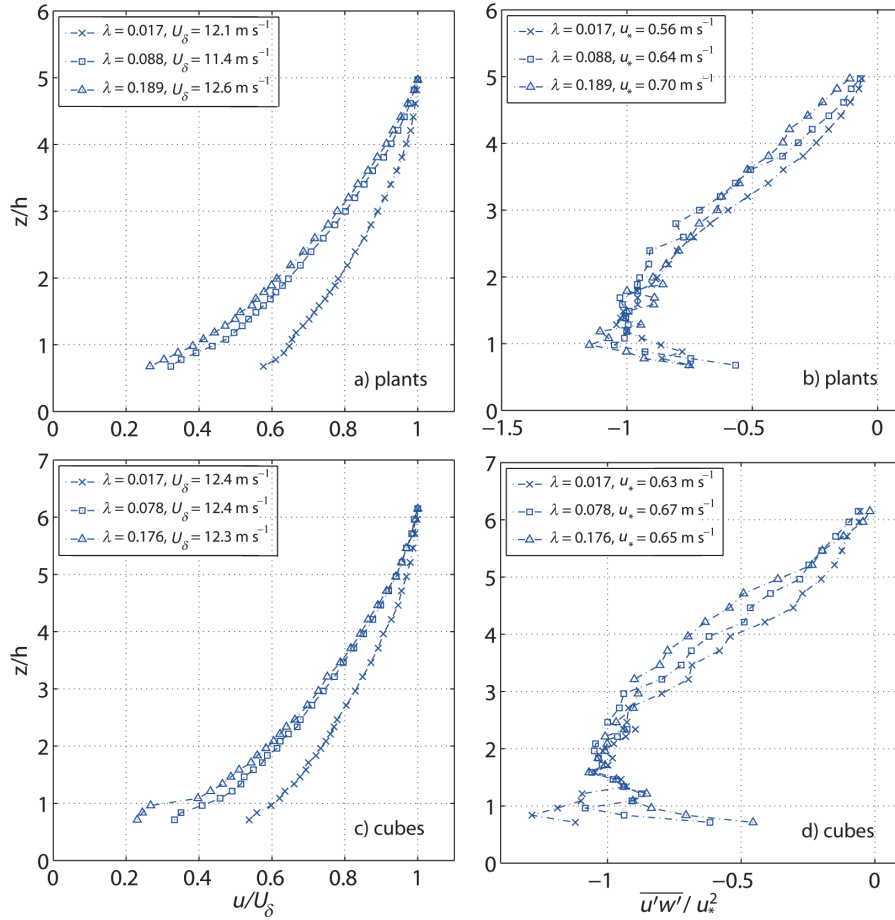 λ = 0.017, U_δ = 12.1 m s⁻¹
λ = 0.088, U_δ = 11.4 m s⁻¹
λ = 0.189, U_δ = 12.6 m s⁻¹
6
5
4
3
2
1
0
z/h
0
0.2
0.4
0.6
0.8
1
a) plants
λ = 0.017, u_* = 0.56 m s⁻¹
λ = 0.088, u_* = 0.64 m s⁻¹
λ = 0.189, u_* = 0.70 m s⁻¹
6
5
4
3
2
1
0
−1.5
−1
−0.5
0
b) plants
λ = 0.017, U_δ = 12.4 m s⁻¹
λ = 0.078, U_δ = 12.4 m s⁻¹
λ = 0.176, U_δ = 12.3 m s⁻¹
7
6
5
4
3
2
1
0
z/h
0
0.2
0.4
0.6
0.8
1
c) cubes
u/U_δ
λ = 0.017, u_* = 0.63 m s⁻¹
λ = 0.078, u_* = 0.67 m s⁻¹
λ = 0.176, u_* = 0.65 m s⁻¹
7
6
5
4
3
2
1
0
−1
−0.5
0
d) cubes
u'w'/ u_*²